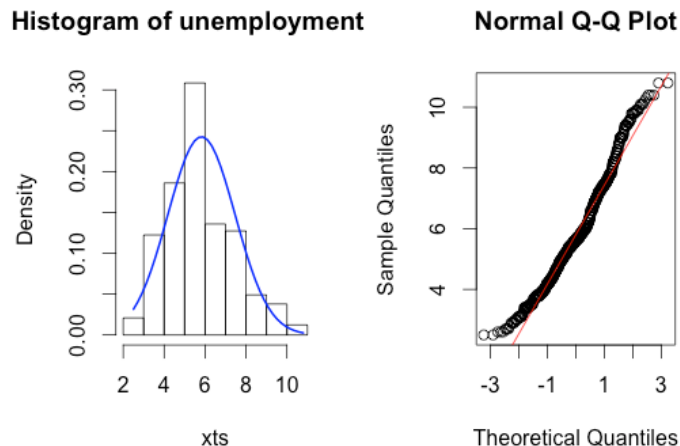 Histogram of unemployment
Density
0.00 0.10 0.20 0.30
2 4 6 8 10
xts
Normal Q-Q Plot
Sample Quantiles
4 6 8 10
-3 -1 1 3
Theoretical Quantiles